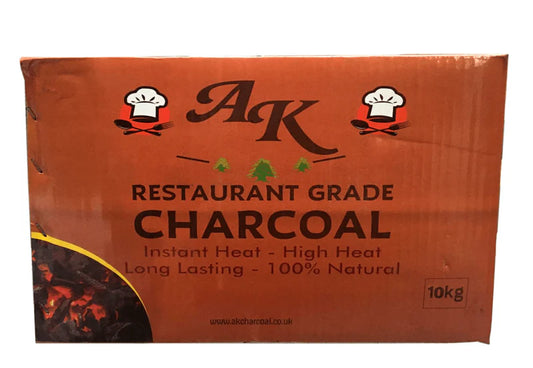 AK
RESTAURANT GRADE
CHARCOAL
Instant Heat - High Heat
Long Lasting - 100% Natural
10kg
www.akcharcoal.co.uk